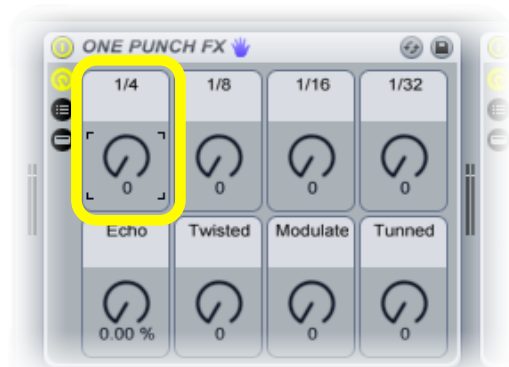 ONE PUNCH FX
1/4 1/8 1/16 1/32
0 0 0 0
Echo Twisted Modulate Tunned
0.00 % 0 0 0